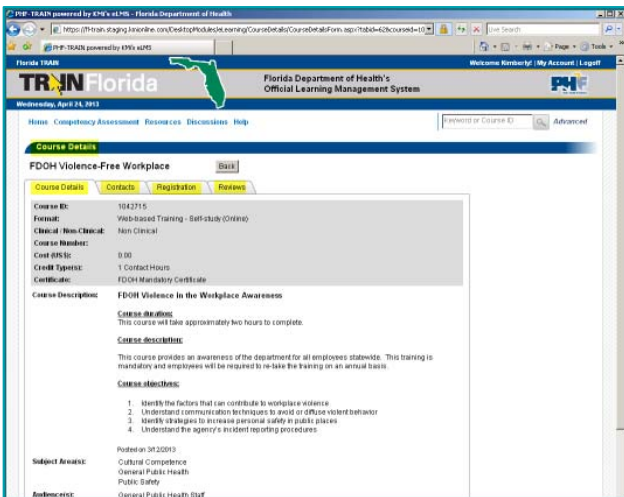 PHF-TRAIN powered by KMi's eLMS - Florida Department of Health
Live Search
PHF-TRAIN powered by KMi's eLMS
Page
Tools
Florida TRAIN
Welcome Kimberly! | My Account | Logoff
TRAIN Florida
Florida Department of Health's
Official Learning Management System
PHF
Wednesday, April 24, 2013
Home Competency Assessment Resources Discussions Help
Keyword or Course ID
Advanced
Course Details
FDOH Violence-Free Workplace
Back
Course Details
Contacts
Registration
Reviews
Course ID: 1042715
Format: Web-based Training - Self-study (Online)
Clinical / Non-Clinical: Non Clinical
Course Number:
Cost (US$): 0.00
Credit Type(s): 1 Contact Hours
Certificate: FDOH Mandatory Certificate
Course Description: FDOH Violence in the Workplace Awareness
Course duration:
This course will take approximately two hours to complete.
Course description:
This course provides an awareness of the department for all employees statewide. This training is
mandatory and employees will be required to re-take the training on an annual basis.
Course objectives:
1. Identify the factors that can contribute to workplace violence
2. Understand communication techniques to avoid or diffuse violent behavior
3. Identify strategies to increase personal safety in public places
4. Understand the agency's incident reporting procedures
Posted on 3/12/2013
Subject Area(s): Cultural Competence
General Public Health
Public Safety
Audience(s): General Public Health Staff